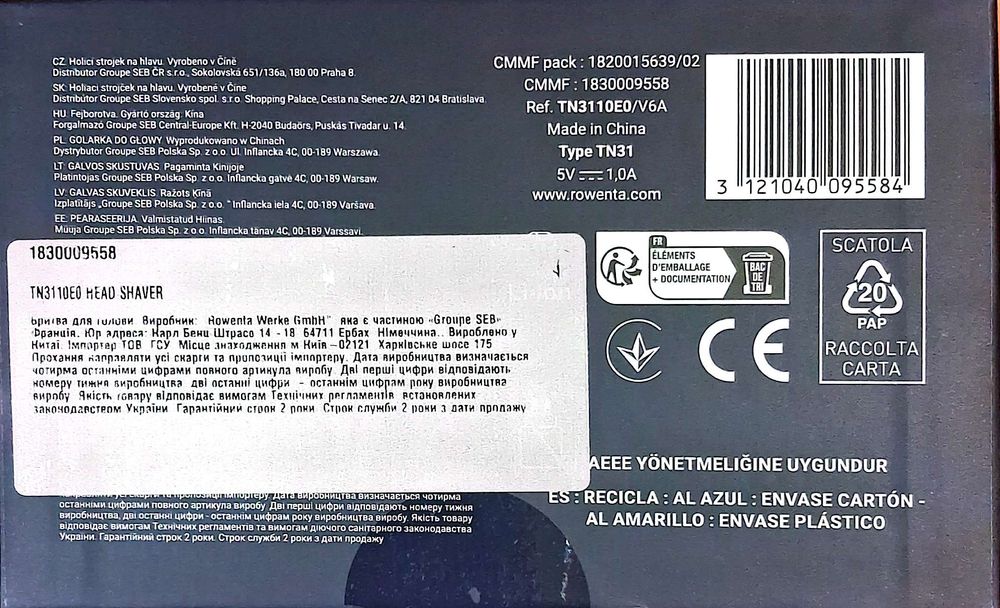 CZ: Holicí strojek na hlavu. Vyrobeno v Číně
Distributor Groupe SEB ČR s.r.o., Sokolovská 651/136a, 180 00 Praha 8.
SK: Holiaci strojček na hlavu. Vyrobené v Číne
Distribútor Groupe SEB Slovensko spol. s r.o. Shopping Palace, Cesta na Senec 2/A, 821 04 Bratislava.
HU: Fejborotva. Gyártó ország: Kína
Forgalmazó Groupe SEB Central-Europe Kft. H-2040 Budaörs, Puskás Tivadar u. 14.
PL: GOLARKA DO GŁOWY. Wyprodukowano w Chinach
Dystrybutor Groupe SEB Polska Sp. z o.o. Ul. Inflancka 4C, 00-189 Warszawa.
LT: GALVOS SKUSTUVAS. Pagaminta Kinijoje
Platintojas Groupe SEB Polska Sp. z o.o. Inflancka gatvė 4C, 00-189 Warsaw.
LV: GALVAS SKUVEKLIS. Ražots Ķīnā
Izplatītājs „Groupe SEB Polska Sp. z o.o. " Inflancka iela 4C, 00-189 Varšava.
EE: PEARASEERIJA. Valmistatud Hiinas.
Müüja Groupe SEB Polska Sp. z o.o. Inflancka tänav 4C, 00-189 Varssavi.
CMMF pack : 1820015639/02
CMMF : 1830009558
Ref. TN3110E0/V6A
Made in China
Type TN31
5V ⎓ 1,0A
www.rowenta.com
3 121040 095584
1830009558
TN3110E0 HEAD SHAVER
Бритва для голови Виробник: Rowenta Werke GmbH" яка є частиною «Groupe SEB»
Франція. Юр адреса: Карл Бенц Штрасо 14 - 18 64711 Ербах Німеччина.. Вироблено у
Китаї. Імпортер ТОВ ГСУ Місце знаходження м Київ -02121 Харківське шосе 175
Прохання направляти усі скарги та пропозиції імпортеру. Дата виробництва визначається
чотирма останніми цифрами повного артикула виробу. Дві перші цифри відповідають
номеру тижня виробництва дві останні цифри - останнім цифрам року виробництва
виробу. Якість товару відповідає вимогам Технічних регламентів встановлених
законодавством України. Гарантійний строк 2 роки. Строк служби 2 роки з дати продажу
направляти усі скарги та пропозиції імпортеру. Дата виробництва визначається чотирма
останніми цифрами повного артикула виробу. Дві перші цифри відповідають номеру тижня
виробництва, дві останні цифри - останнім цифрам року виробництва виробу. Якість товару
відповідає вимогам Технічних регламентів та вимогам діючого санітарного законодавства
України. Гарантійний строк 2 роки. Строк служби 2 роки з дати продажу
FR
ÉLÉMENTS
D'EMBALLAGE
+ DOCUMENTATION
BAC
DE
TRI
CE
SCATOLA
20
PAP
RACCOLTA
CARTA
AEEE YÖNETMELİĞİNE UYGUNDUR
ES : RECICLA : AL AZUL : ENVASE CARTÓN -
AL AMARILLO : ENVASE PLÁSTICO